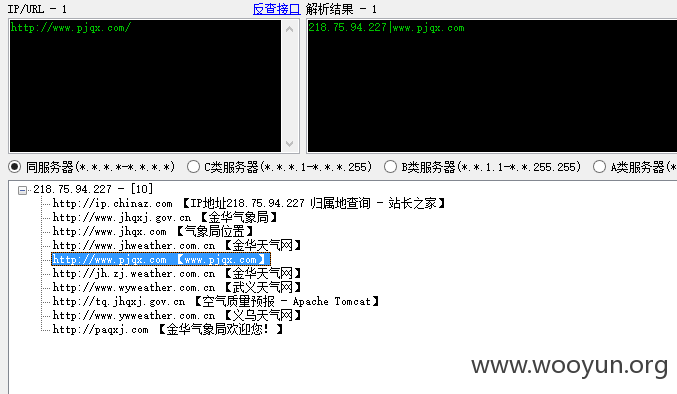 IP/URL - 1 反查接口 解析结果 - 1
http://www.pjqx.com/ 218.75.94.227|www.pjqx.com
同服务器(*.*.*.*-*.*.*.*) C类服务器(*.*.*.1-*.*.*.255) B类服务器(*.*.1.1-*.*.255.255) A类服务器(*
218.75.94.227 - [10]
http://ip.chinaz.com 【IP地址218.75.94.227 归属地查询 - 站长之家】
http://www.jhqxj.gov.cn 【金华气象局】
http://www.jhqx.com 【气象局位置】
http://www.jhweather.com.cn 【金华天气网】
http://www.pjqx.com 【www.pjqx.com】
http://jh.zj.weather.com.cn 【金华天气网】
http://www.wyweather.com.cn 【武义天气网】
http://tq.jhqxj.gov.cn 【空气质量预报 - Apache Tomcat】
http://www.ywweather.com.cn 【义乌天气网】
http://paqxj.com 【金华气象局欢迎您！】
www.wooyun.org